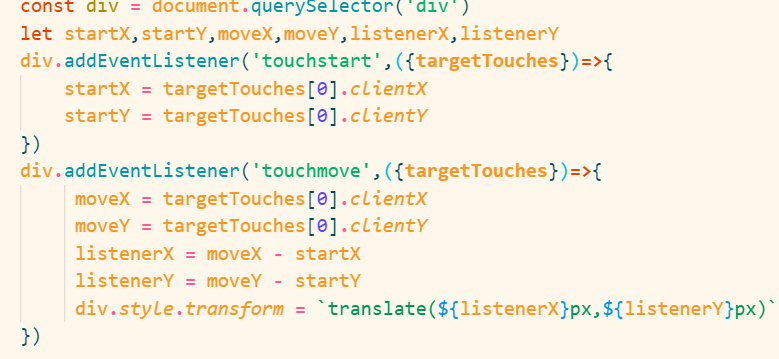 const div = document.querySelector('div')
let startX,startY,moveX,moveY,listenerX,listenerY
div.addEventListener('touchstart',({targetTouches})=>{
    startX = targetTouches[0].clientX
    startY = targetTouches[0].clientY
})
div.addEventListener('touchmove',({targetTouches})=>{
     moveX = targetTouches[0].clientX
     moveY = targetTouches[0].clientY
     listenerX = moveX - startX
     listenerY = moveY - startY
     div.style.transform = `translate(${listenerX}px,${listenerY}px)`
})